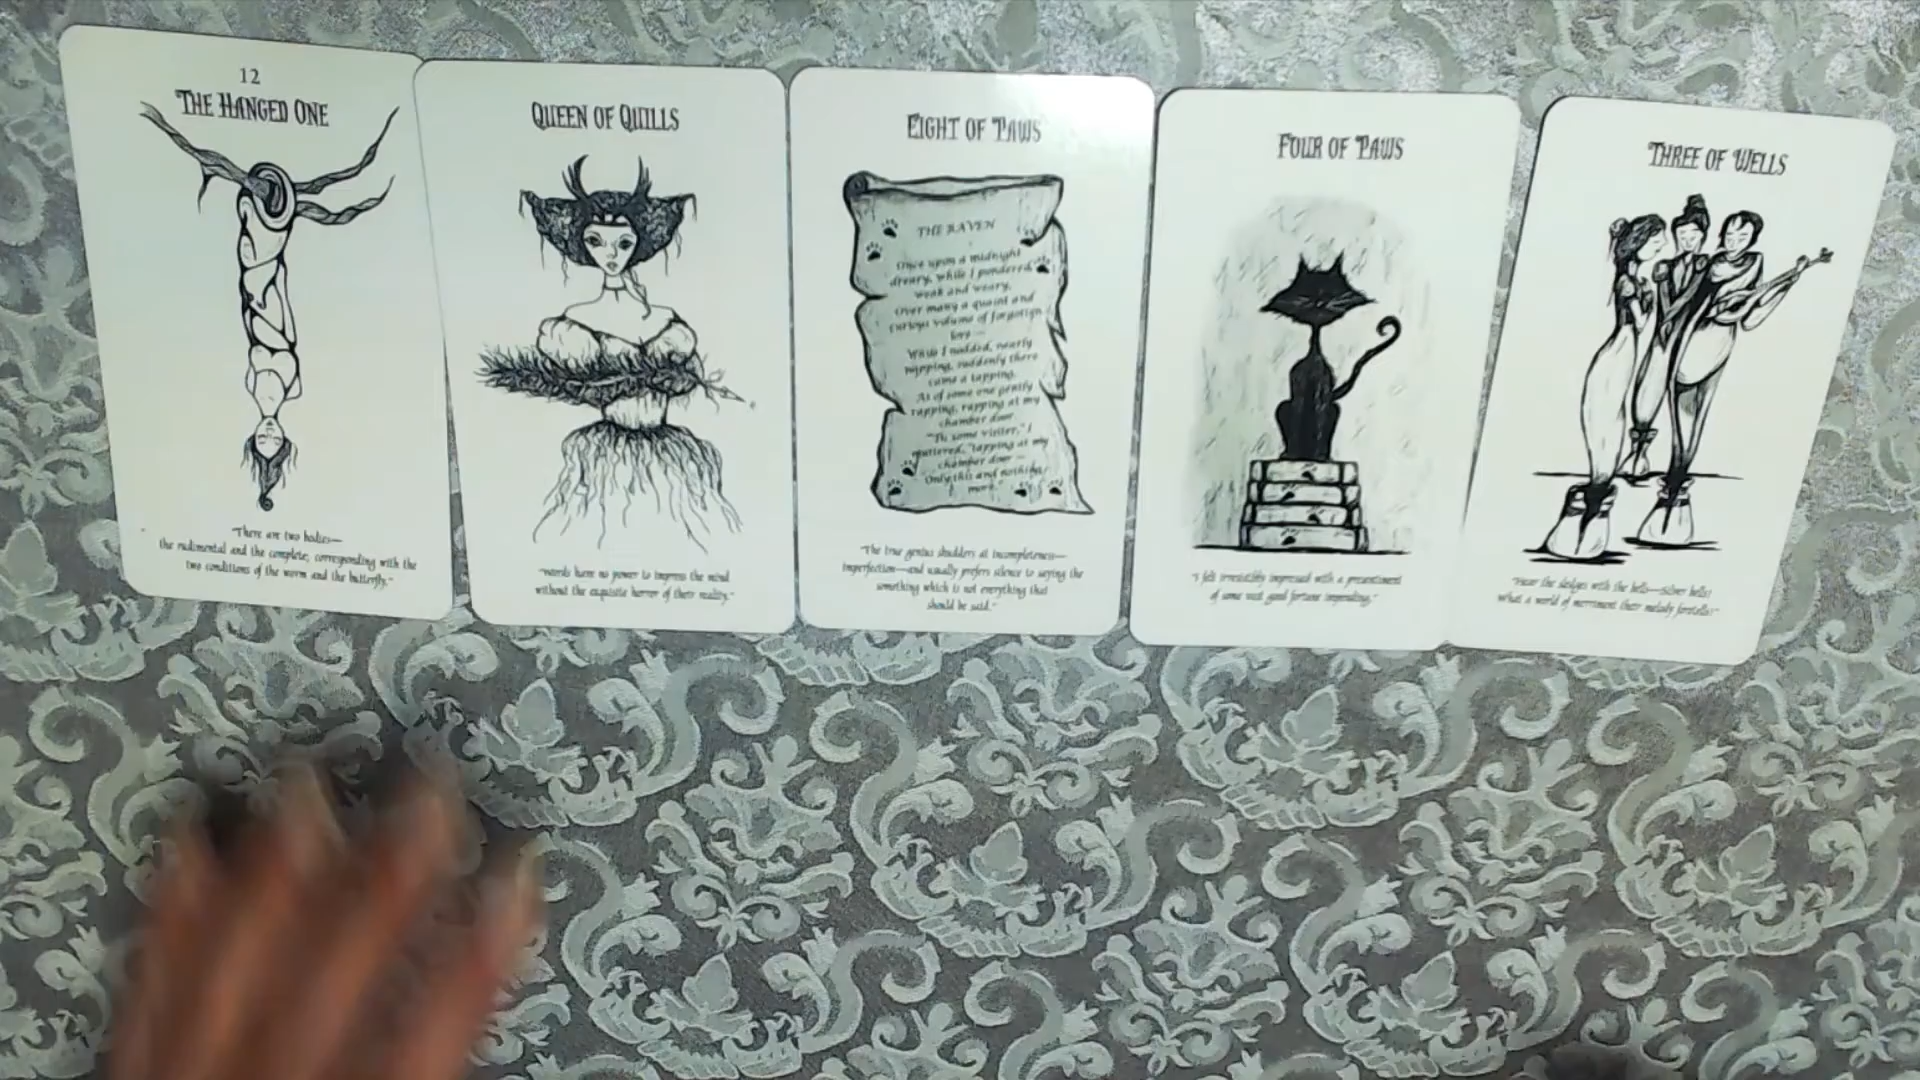 12
THE HANGED ONE
"There are two bodies—
the rudimental and the complete, corresponding with the
two conditions of the worm and the butterfly."
QUEEN OF QUILLS
"Words have no power to impress the mind
without the exquisite horror of their reality."
EIGHT OF PAWS
THE RAVEN
Once upon a midnight
dreary, while I pondered,
weak and weary,
Over many a quaint and
curious volume of forgotten
lore—
While I nodded, nearly
napping, suddenly there
came a tapping,
As of some one gently
rapping, rapping at my
chamber door.
"'Tis some visiter," I
muttered, "tapping at my
chamber door—
Only this and nothing
more."
"The true genius shudders at incompleteness—
imperfection—and usually prefers silence to saying the
something which is not everything that
should be said."
FOUR OF PAWS
"I felt irresistibly impressed with a presentiment
of some vast good fortune impending."
THREE OF WELLS
"Hear the sledges with the bells—silver bells!
What a world of merriment their melody foretells!"